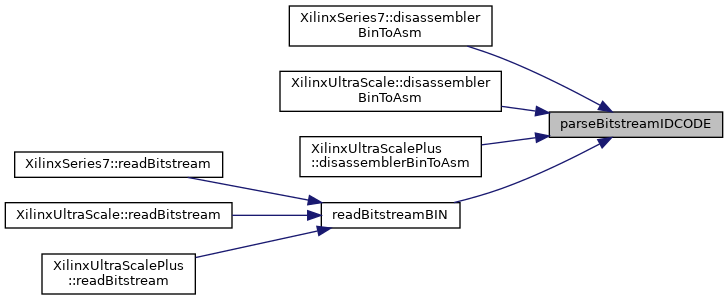 XilinxSeries7::disassembler
BinToAsm
XilinxUltraScale::disassembler
BinToAsm
parseBitstreamIDCODE
XilinxUltraScalePlus
::disassemblerBinToAsm
XilinxSeries7::readBitstream
XilinxUltraScale::readBitstream
readBitstreamBIN
XilinxUltraScalePlus
::readBitstream